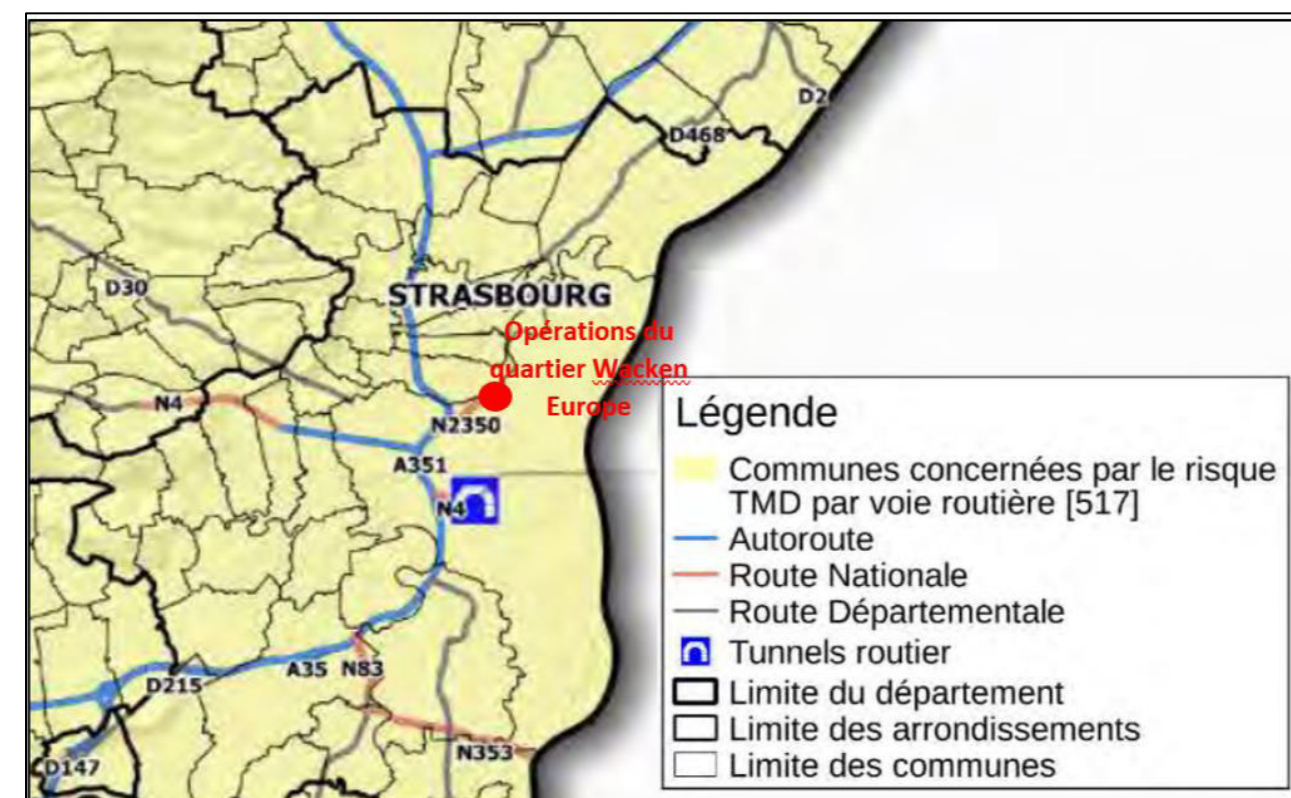 D2
D468
D30
STRASBOURG
Opérations du
quartier Wacken
Europe
N4
N2350
A351
N4
A35 N83
D215
N353
D147
Légende
Communes concernées par le risque
TMD par voie routière [517]
Autoroute
Route Nationale
Route Départementale
Tunnels routier
Limite du département
Limite des arrondissements
Limite des communes